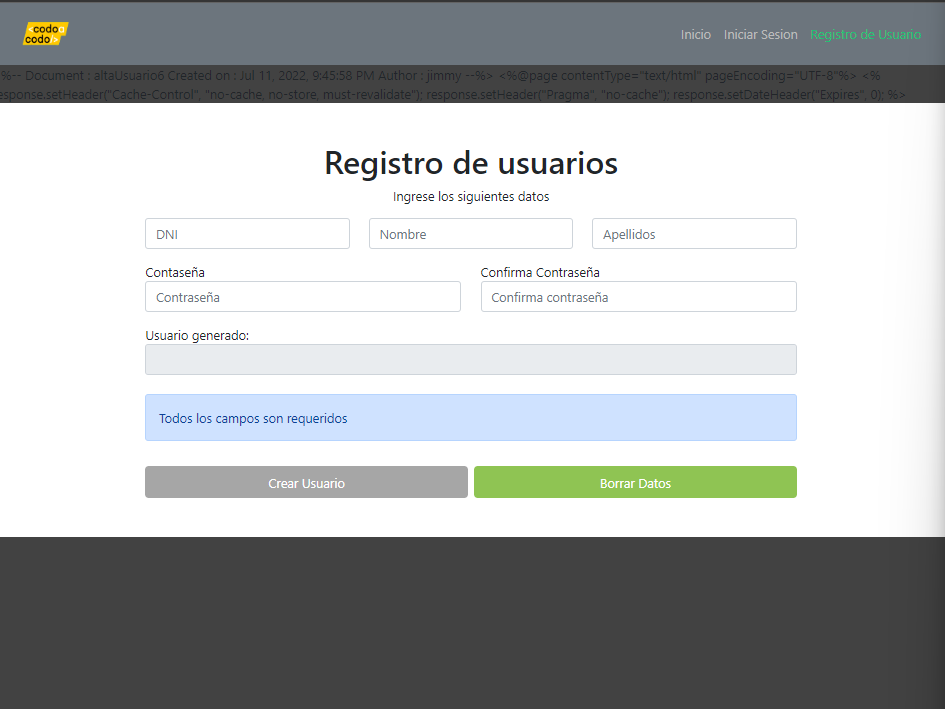 codo a
codo
Inicio Iniciar Sesion Registro de Usuario
%-- Document : altaUsuario6 Created on : Jul 11, 2022, 9:45:58 PM Author : jimmy --%> <%@page contentType="text/html" pageEncoding="UTF-8"%> <%
esponse.setHeader("Cache-Control", "no-cache, no-store, must-revalidate"); response.setHeader("Pragma", "no-cache"); response.setDateHeader("Expires", 0); %>
Registro de usuarios
Ingrese los siguientes datos
DNI Nombre Apellidos
Contaseña Confirma Contraseña
Contraseña Confirma contraseña
Usuario generado:
Todos los campos son requeridos
Crear Usuario Borrar Datos